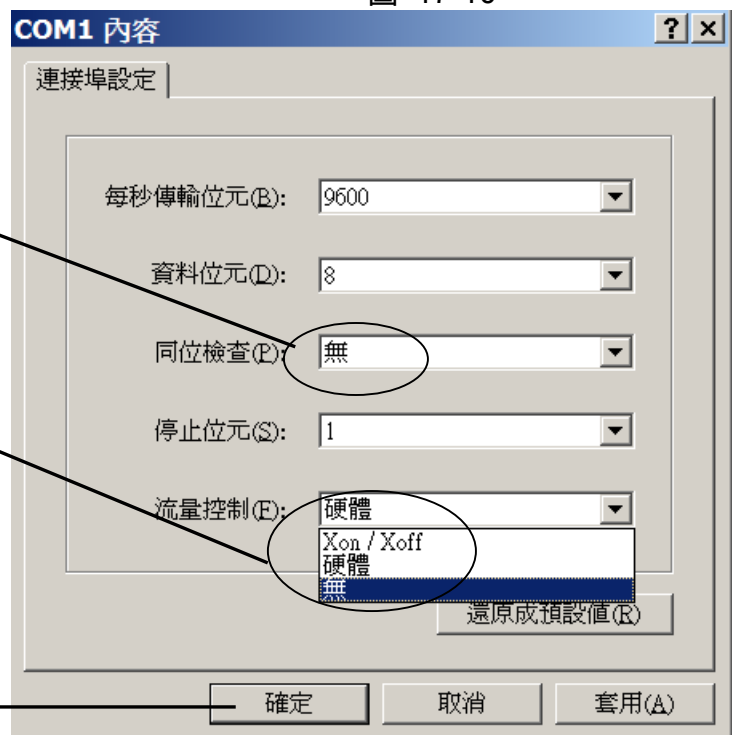 COM1 內容
連接埠設定
每秒傳輸位元(B): 9600
資料位元(D): 8
同位檢查(P): 無
停止位元(S): 1
流量控制(F): 硬體
Xon / Xoff
硬體
無
還原成預設值(R)
確定 取消 套用(A)